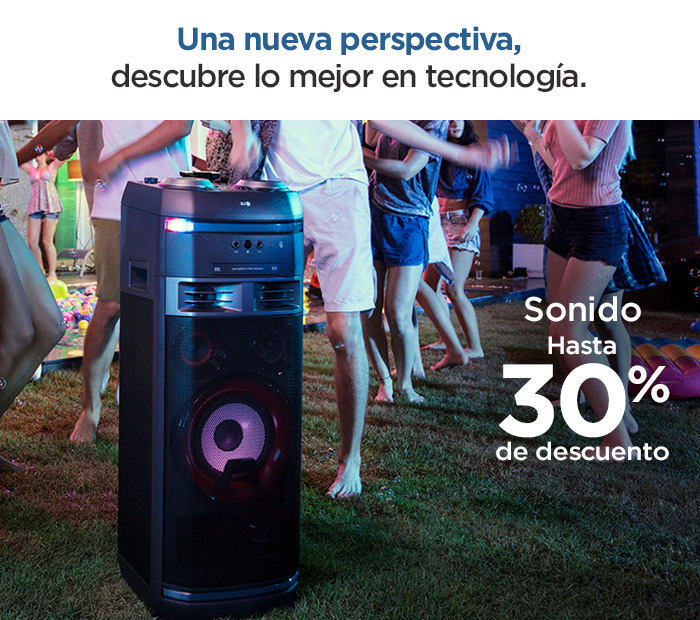 Una nueva perspectiva,
descubre lo mejor en tecnología.
Sonido
Hasta
30%
de descuento